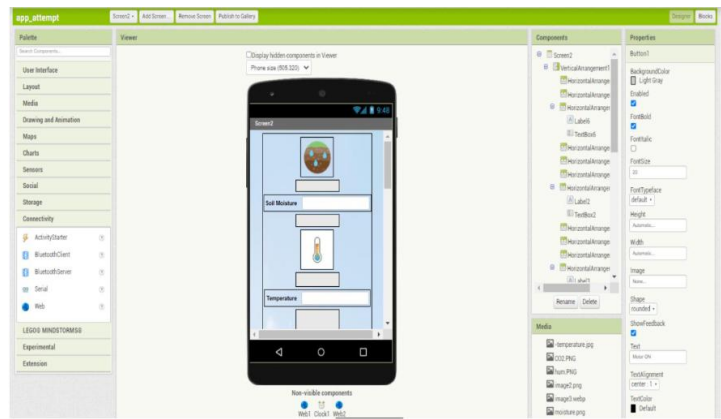 app_attempt
Screen2
Add Screen...
Remove Screen
Publish to Gallery
Designer
Blocks
Palette
Search Components...
User Interface
Layout
Media
Drawing and Animation
Maps
Charts
Sensors
Social
Storage
Connectivity
ActivityStarter
BluetoothClient
BluetoothServer
Serial
Web
LEGO® MINDSTORMS®
Experimental
Extension
Viewer
Display hidden components in Viewer
Phone size (505,320)
9:48
Screen2
Soil Moisture
Temperature
Non-visible components
Web1 Clock1 Web2
Components
Screen2
VerticalArrangement1
HorizontalArrange
HorizontalArrange
HorizontalArranger
Label6
TextBox6
HorizontalArrange
HorizontalArrange
HorizontalArrange
HorizontalArranger
Label2
TextBox2
HorizontalArrange
HorizontalArrange
HorizontalArrange
HorizontalArranger
Rename
Delete
Media
-temperature.jpg
CO2.PNG
hum.PNG
image2.png
image3.webp
moisture.png
Properties
Button1
BackgroundColor
Light Gray
Enabled
FontBold
FontItalic
FontSize
FontTypeface
default
Height
Automatic...
Width
Automatic...
Image
None...
Shape
rounded
ShowFeedback
Text
TextAlignment
center : 1
TextColor
Default